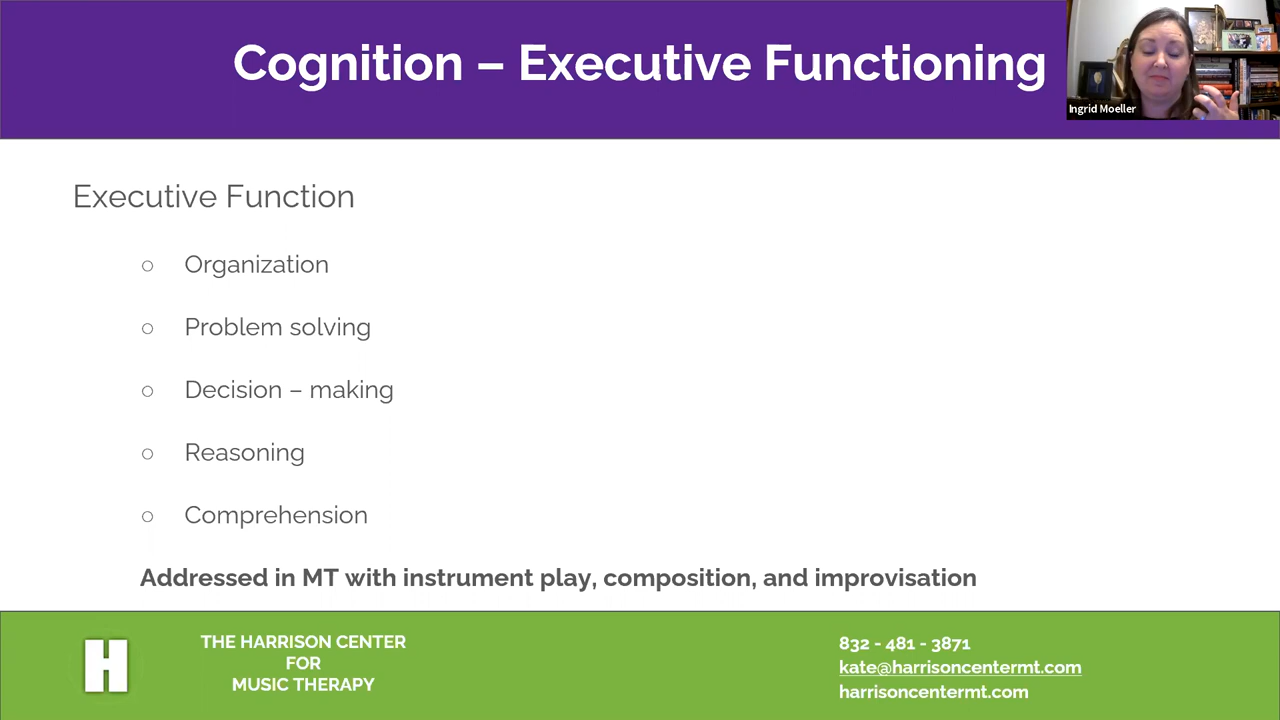 Cognition – Executive Functioning
Ingrid Moeller
Executive Function
○ Organization
○ Problem solving
○ Decision – making
○ Reasoning
○ Comprehension
Addressed in MT with instrument play, composition, and improvisation
H
THE HARRISON CENTER
FOR
MUSIC THERAPY
832 - 481 - 3871
kate@harrisoncentermt.com
harrisoncentermt.com